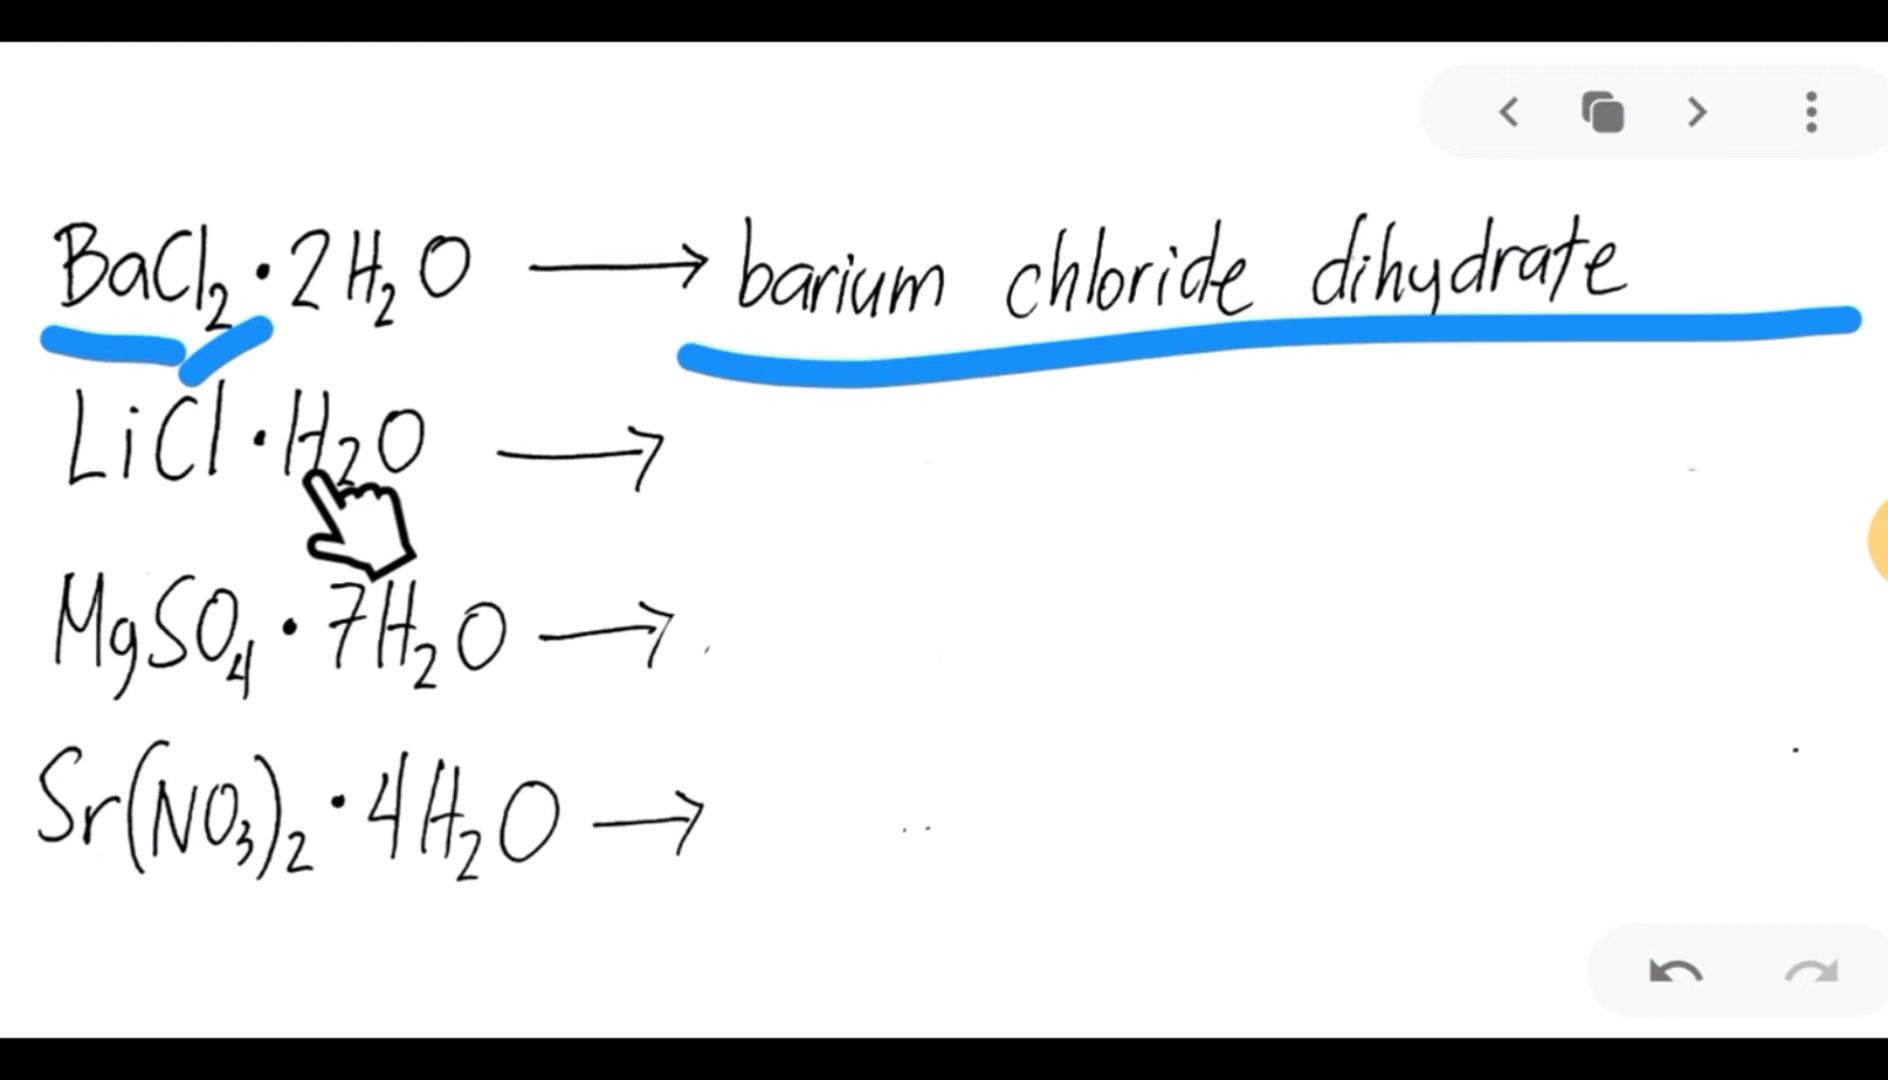 BaCl₂ · 2H₂O → barium chloride dihydrate
LiCl · H₂O →
MgSO₄ · 7H₂O →
Sr(NO₃)₂ · 4H₂O →